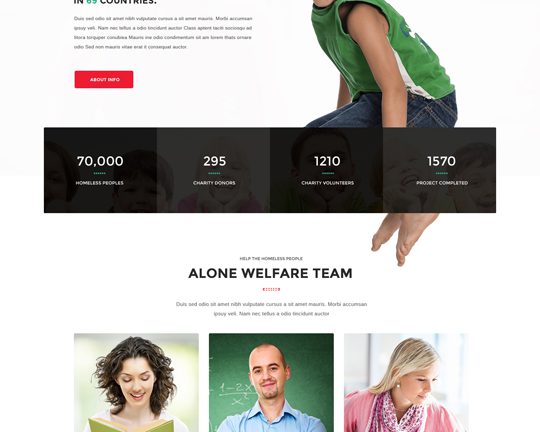 IN 69 COUNTRIES.
Duis sed odio sit amet nibh vulputate cursus a sit amet mauris. Morbi accumsan
ipsum veli. Nam nec tellus a odio tincidunt auctor Class aptent taciti sociosqu ad
litora torquper conubiea Mauris ine odio condimentum sit am lorem thats ornare
odio Sed non mauris vitae erat it consequat auctor.
ABOUT INFO
70,000
295
1210
1570
HOMELESS PEOPLES
CHARITY DONORS
CHARITY VOLUNTEERS
PROJECT COMPLETED
HELP THE HOMELESS PEOPLE
ALONE WELFARE TEAM
Duis sed odio sit amet nibh vulputate cursus a sit amet mauris. Morbi accumsan
ipsuy veli. Nam nec tellus a odio tincidunt auctor